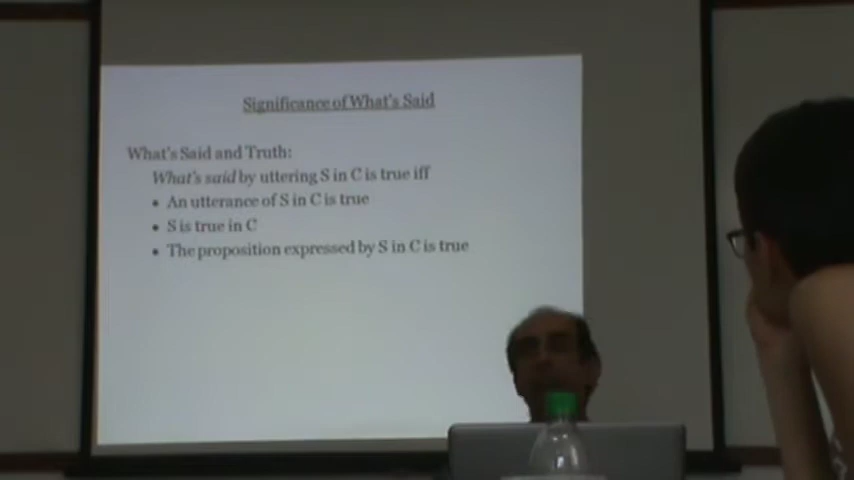 Significance of What's Said
What's Said and Truth:
What's said by uttering S in C is true iff
• An utterance of S in C is true
• S is true in C
• The proposition expressed by S in C is true